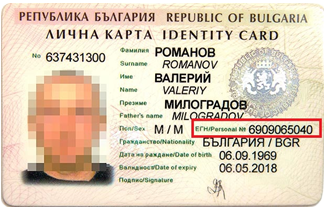 РЕПУБЛИКА БЪЛГАРИЯ REPUBLIC OF BULGARIA
ЛИЧНА КАРТА IDENTITY CARD
№ 637431300
Фамилия РОМАНОВ
Surname ROMANOV
Име ВАЛЕРИЙ
Name VALERIY
Презиме МИЛОГРАДОВ
Father's name MILOGRADOV
Пол/Sex М / M ЕГН/Personal № 6909065040
Гражданство/Nationality БЪЛГАРИЯ / BGR
Дата на раждане/Date of birth 06.09.1969
Валидност/Date of expiry 06.05.2018
Подпис/Signature